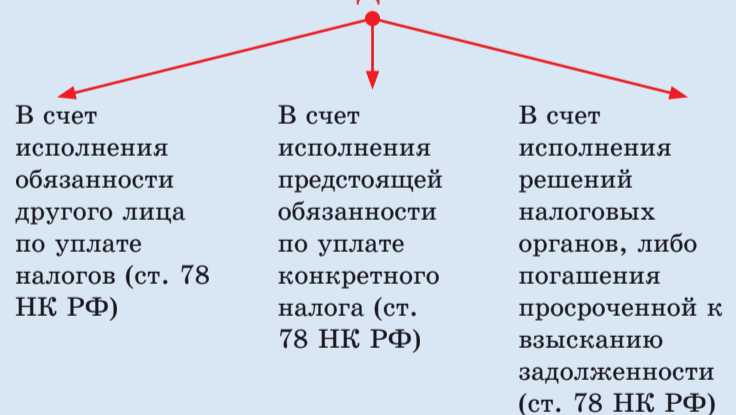 В счет
исполнения
обязанности
другого лица
по уплате
налогов (ст. 78
НК РФ)
В счет
исполнения
предстоящей
обязанности
по уплате
конкретного
налога (ст.
78 НК РФ)
В счет
исполнения
решений
налоговых
органов, либо
погашения
просроченной к
взысканию
задолженности
(ст. 78 НК РФ)